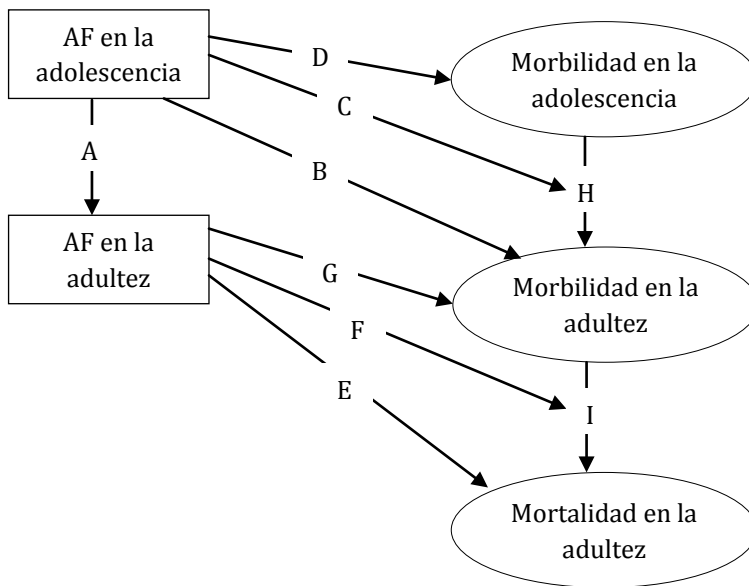 AF en la
adolescencia
D
Morbilidad en la
adolescencia
C
A
B
H
AF en la
adultez
G
Morbilidad en la
adultez
F
E
I
Mortalidad en la
adultez